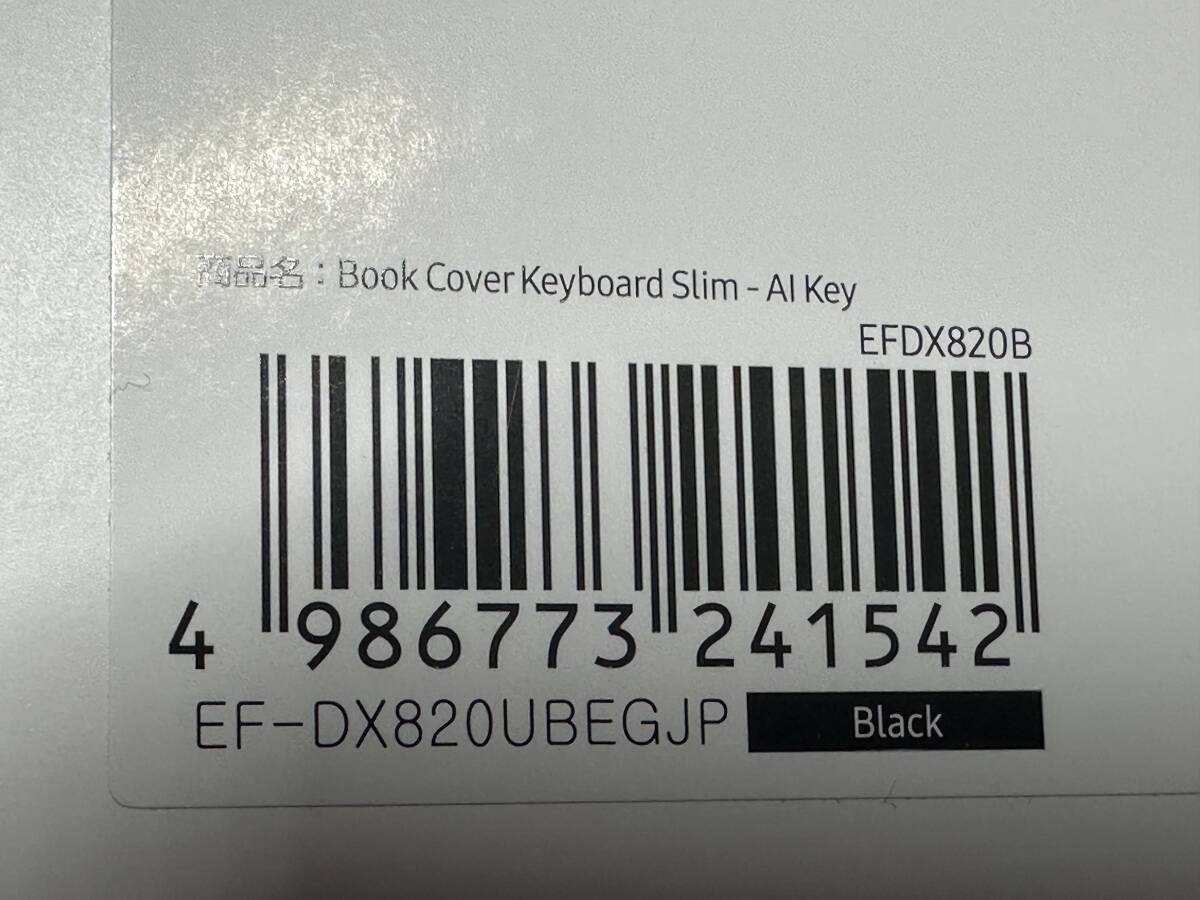 商品名：Book Cover Keyboard Slim - AI Key
EFDX820B
4 986773 241542
EF-DX820UBEGJP
Black